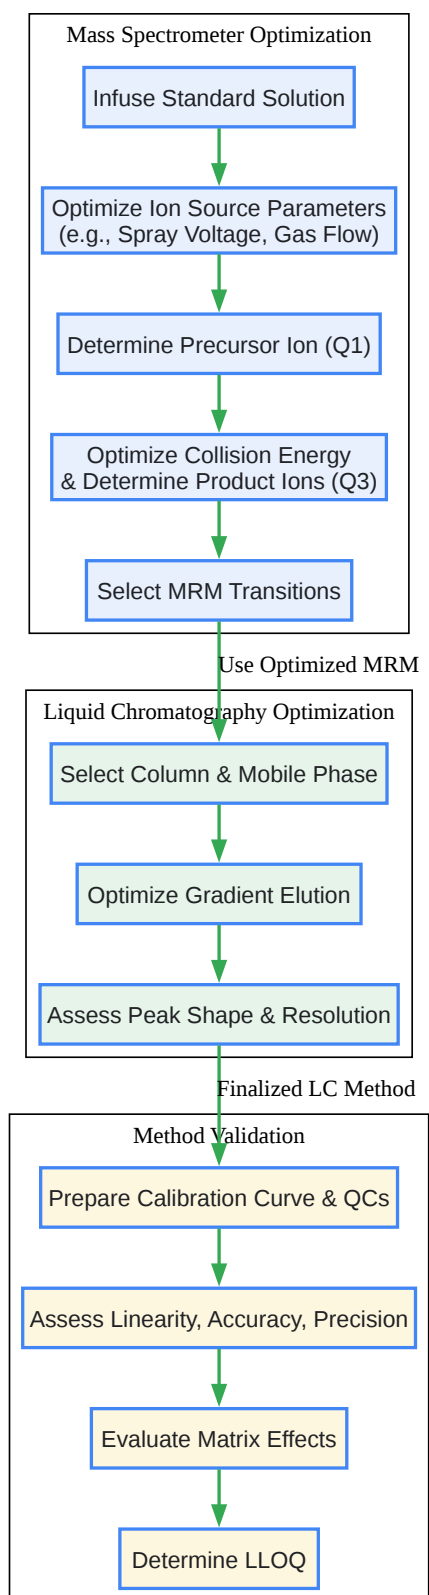 Mass Spectrometer Optimization
Infuse Standard Solution
Optimize Ion Source Parameters
(e.g., Spray Voltage, Gas Flow)
Determine Precursor Ion (Q1)
Optimize Collision Energy
& Determine Product Ions (Q3)
Select MRM Transitions
Use Optimized MRM
Liquid Chromatography Optimization
Select Column & Mobile Phase
Optimize Gradient Elution
Assess Peak Shape & Resolution
Finalized LC Method
Method Validation
Prepare Calibration Curve & QCs
Assess Linearity, Accuracy, Precision
Evaluate Matrix Effects
Determine LLOQ